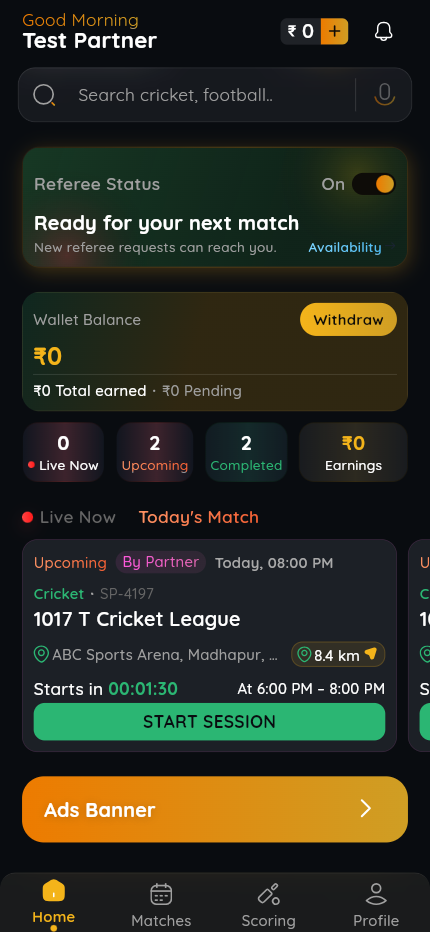 Good Morning
Test Partner
₹ 0 +
Search cricket, football..
Referee Status
On
Ready for your next match
New referee requests can reach you.
Availability
Wallet Balance
Withdraw
₹0
₹0 Total earned · ₹0 Pending
0
Live Now
2
Upcoming
2
Completed
₹0
Earnings
Live Now
Today's Match
Upcoming
By Partner
Today, 08:00 PM
Cricket · SP-4197
1017 T Cricket League
ABC Sports Arena, Madhapur, ...
8.4 km
Starts in 00:01:30
At 6:00 PM – 8:00 PM
START SESSION
Ads Banner
Home
Matches
Scoring
Profile